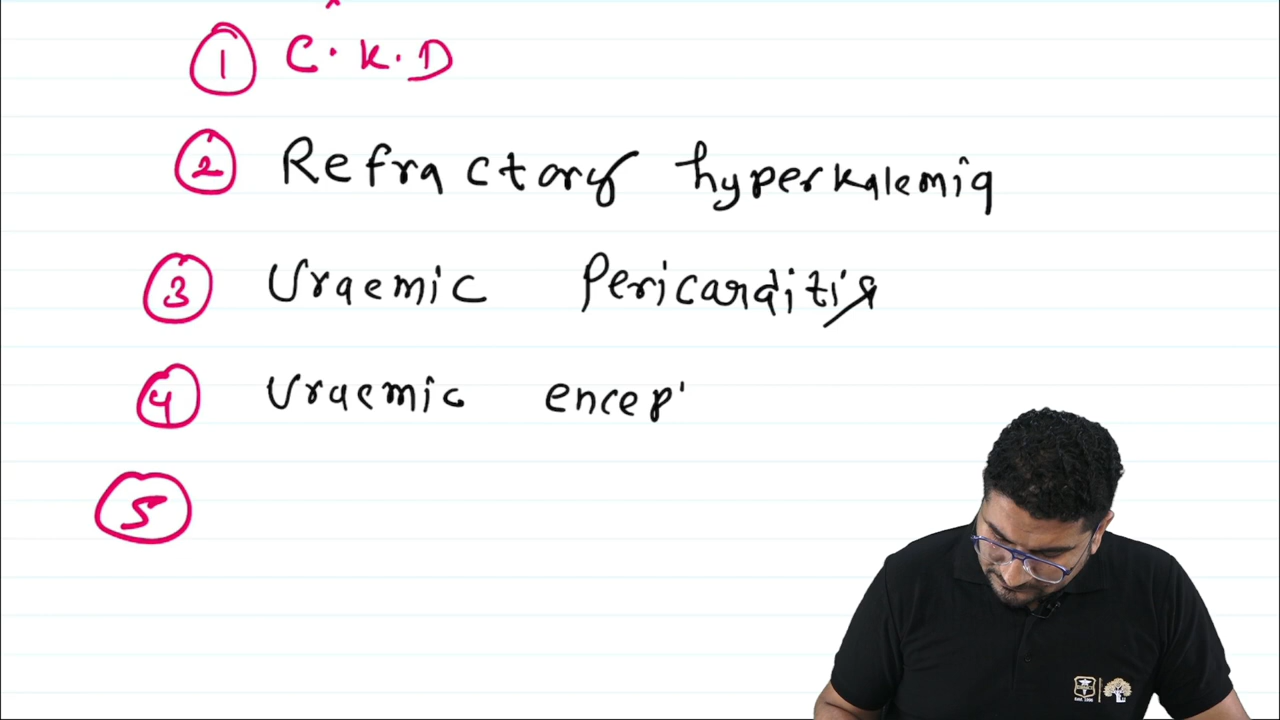 1 C.K.D
2 Refractory hyperkalemia
3 Uraemic Pericarditis
4 Uraemic encep'
5